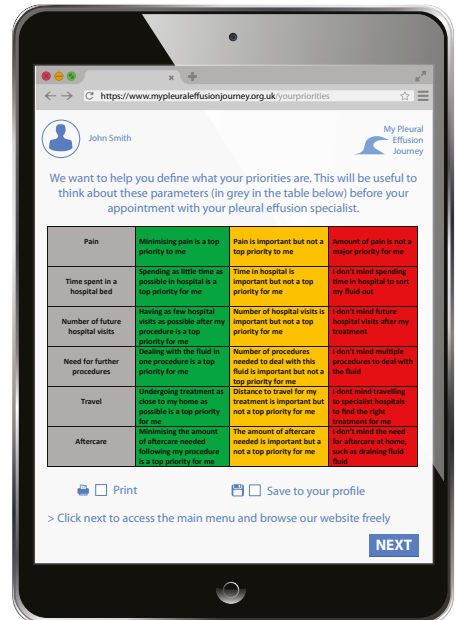 https://www.mypleuraleffusionjourney.org.uk/yourpriorities
John Smith
My Pleural
Effusion
Journey
We want to help you define what your priorities are. This will be useful to
think about these parameters (in grey in the table below) before your
appointment with your pleural effusion specialist.
Pain
Minimising pain is a top
priority to me
Pain is important but not a
top priority to me
Amount of pain is not a
major priority for me
Time spent in a
hospital bed
Spending as little time as
possible in hospital is a
top priority for me
Time in hospital is
important but not a top
priority for me
I don't mind spending
time in hospital to sort
my fluid out
Number of future
hospital visits
Having as few hospital
visits as possible after my
procedure is a top
priority for me
Number of hospital visits is
important but not a top
priority for me
I don't mind future
hospital visits after my
treatment
Need for further
procedures
Dealing with the fluid in
one procedure is a top
priority for me
Number of procedures
needed to deal with this
fluid is important but not a
top priority for me
I don't mind multiple
procedures to deal with
the fluid
Travel
Undergoing treatment as
close to my home as
possible is a top priority
for me
Distance to travel for my
treatment is important but
not a top priority for me
I dont mind travelling
to specialist hospitals
to find the right
treatment for me
Aftercare
Minimising the amount
of aftercare needed
following my procedure
is a top priority for me
The amount of aftercare
needed is important but a
not a top priority for me
I don't mind the need
for aftercare at home,
such as draining fluid
fluid
Print
Save to your profile
> Click next to access the main menu and browse our website freely
NEXT